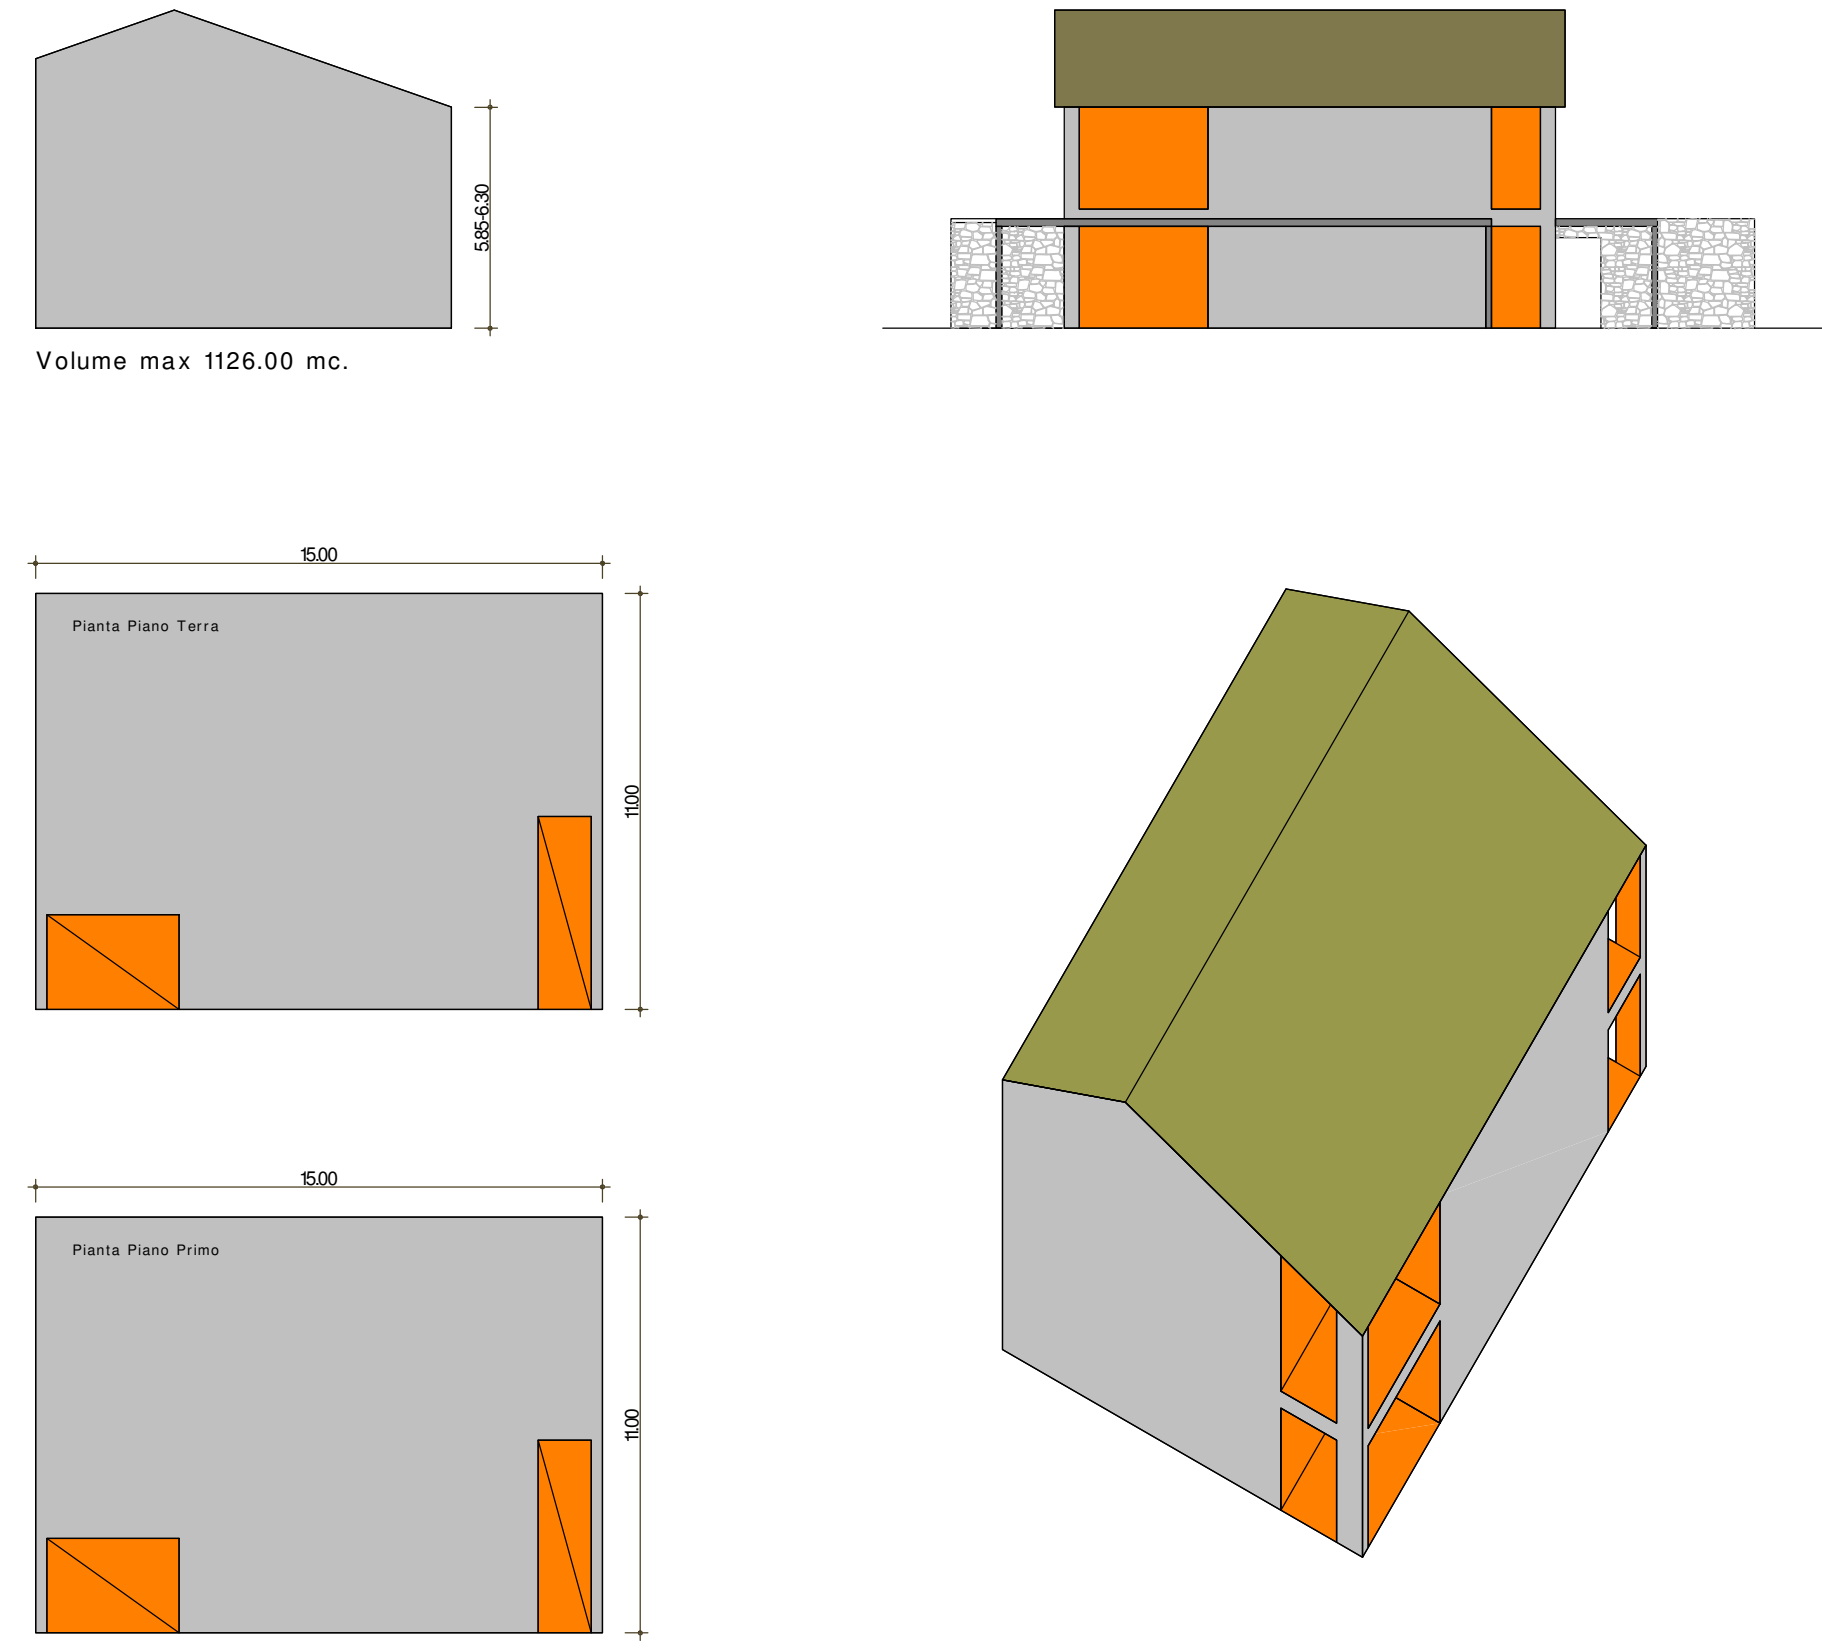 5.85-6.30
Volume max 1126.00 mc.
15.00
Pianta Piano Terra
11.00
15.00
Pianta Piano Primo
11.00